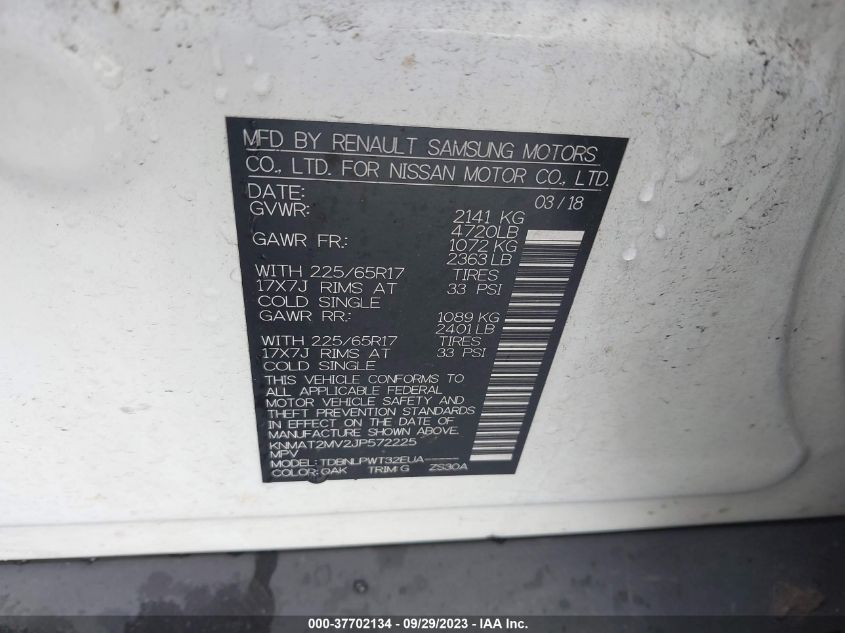 MFD BY RENAULT SAMSUNG MOTORS
CO., LTD. FOR NISSAN MOTOR CO., LTD.
DATE: 03/18
GVWR: 2141 KG
4720LB
GAWR FR.: 1072 KG
2363LB
WITH 225/65R17 TIRES
17X7J RIMS AT 33 PSI
COLD SINGLE
GAWR RR.: 1089 KG
2401LB
WITH 225/65R17 TIRES
17X7J RIMS AT 33 PSI
COLD SINGLE
THIS VEHICLE CONFORMS TO
ALL APPLICABLE FEDERAL
MOTOR VEHICLE SAFETY AND
THEFT PREVENTION STANDARDS
IN EFFECT ON THE DATE OF
MANUFACTURE SHOWN ABOVE.
KNMAT2MV2JP572225
MPV
MODEL: TDBNLPWT32EUA-----
COLOR: QAK TRIM: G ZS30A
000-37702134 - 09/29/2023 - IAA Inc.